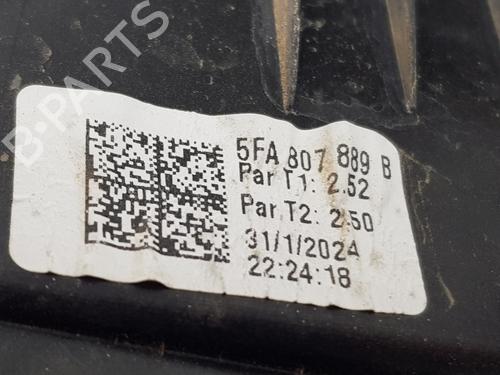 B-PARTS
5FA 807 889 B
Par T1: 2.52
Par T2: 2.50
31/1/2024
22:24:18